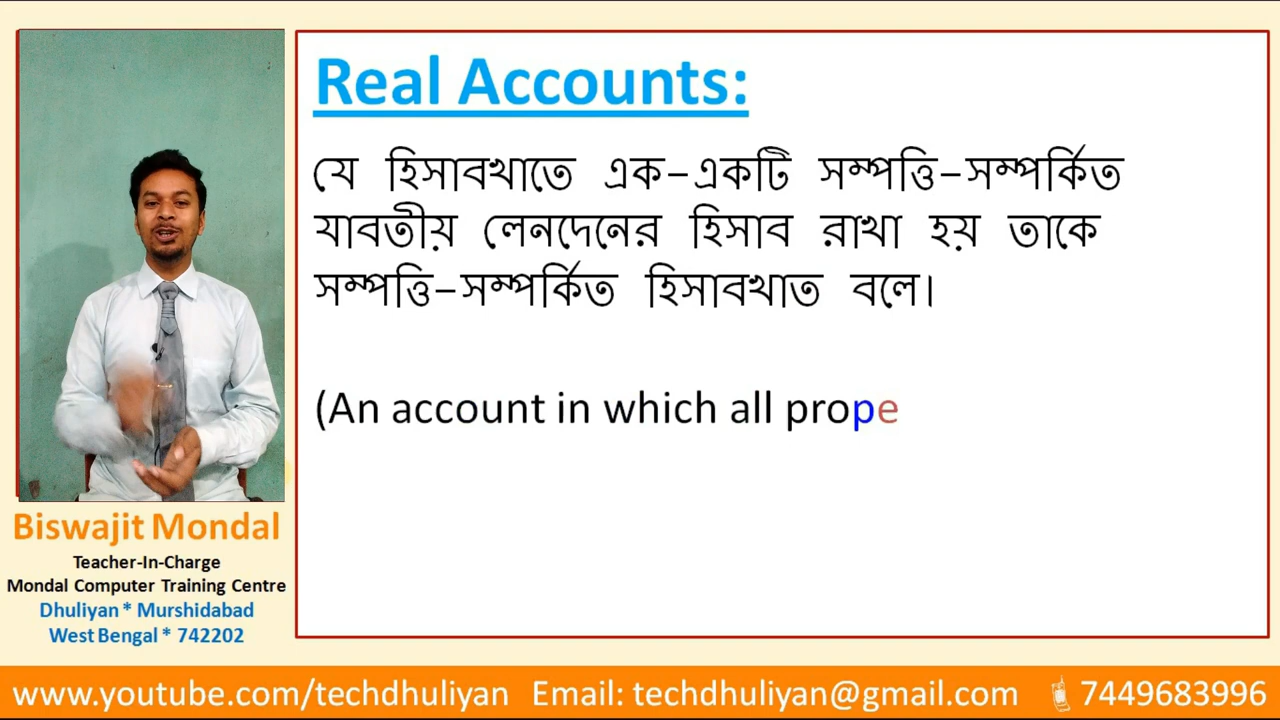 Real Accounts:
যে হিসাবখাতে এক-একটি সম্পত্তি-সম্পর্কিত
যাবতীয় লেনদেনের হিসাব রাখা হয় তাকে
সম্পত্তি-সম্পর্কিত হিসাবখাত বলে।
(An account in which all prope
Biswajit Mondal
Teacher-In-Charge
Mondal Computer Training Centre
Dhuliyan * Murshidabad
West Bengal * 742202
www.youtube.com/techdhuliyan Email: techdhuliyan@gmail.com 7449683996